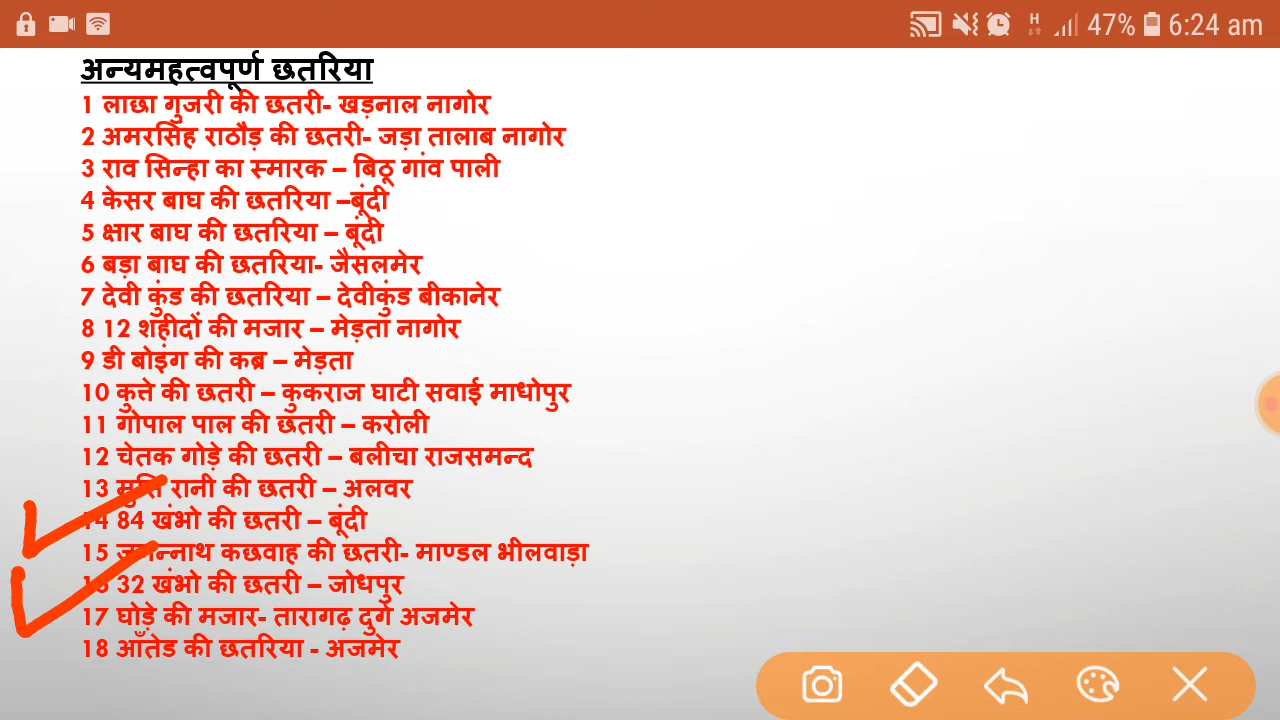 H 47% 6:24 am
अन्यमहत्वपूर्ण छतरिया
1 लाछा गुजरी की छतरी- खड़नाल नागोर
2 अमरसिंह राठौड़ की छतरी- जड़ा तालाब नागोर
3 राव सिन्हा का स्मारक – बिठू गांव पाली
4 केसर बाघ की छतरिया –बूंदी
5 क्षार बाघ की छतरिया – बूंदी
6 बड़ा बाघ की छतरिया- जैसलमेर
7 देवी कुंड की छतरिया – देवीकुंड बीकानेर
8 12 शहीदों की मजार – मेड़ता नागोर
9 डी बोइंग की कब्र – मेड़ता
10 कुत्ते की छतरी – कुकराज घाटी सवाई माधोपुर
11 गोपाल पाल की छतरी – करोली
12 चेतक गोड़े की छतरी – बलीचा राजसमन्द
13 रानी की छतरी – अलवर
14 84 खंभो की छतरी – बूंदी
15 जगन्नाथ कछवाह की छतरी- माण्डल भीलवाड़ा
16 32 खंभो की छतरी – जोधपुर
17 घोड़े की मजार- तारागढ़ दुर्ग अजमेर
18 आँतेड की छतरिया - अजमेर